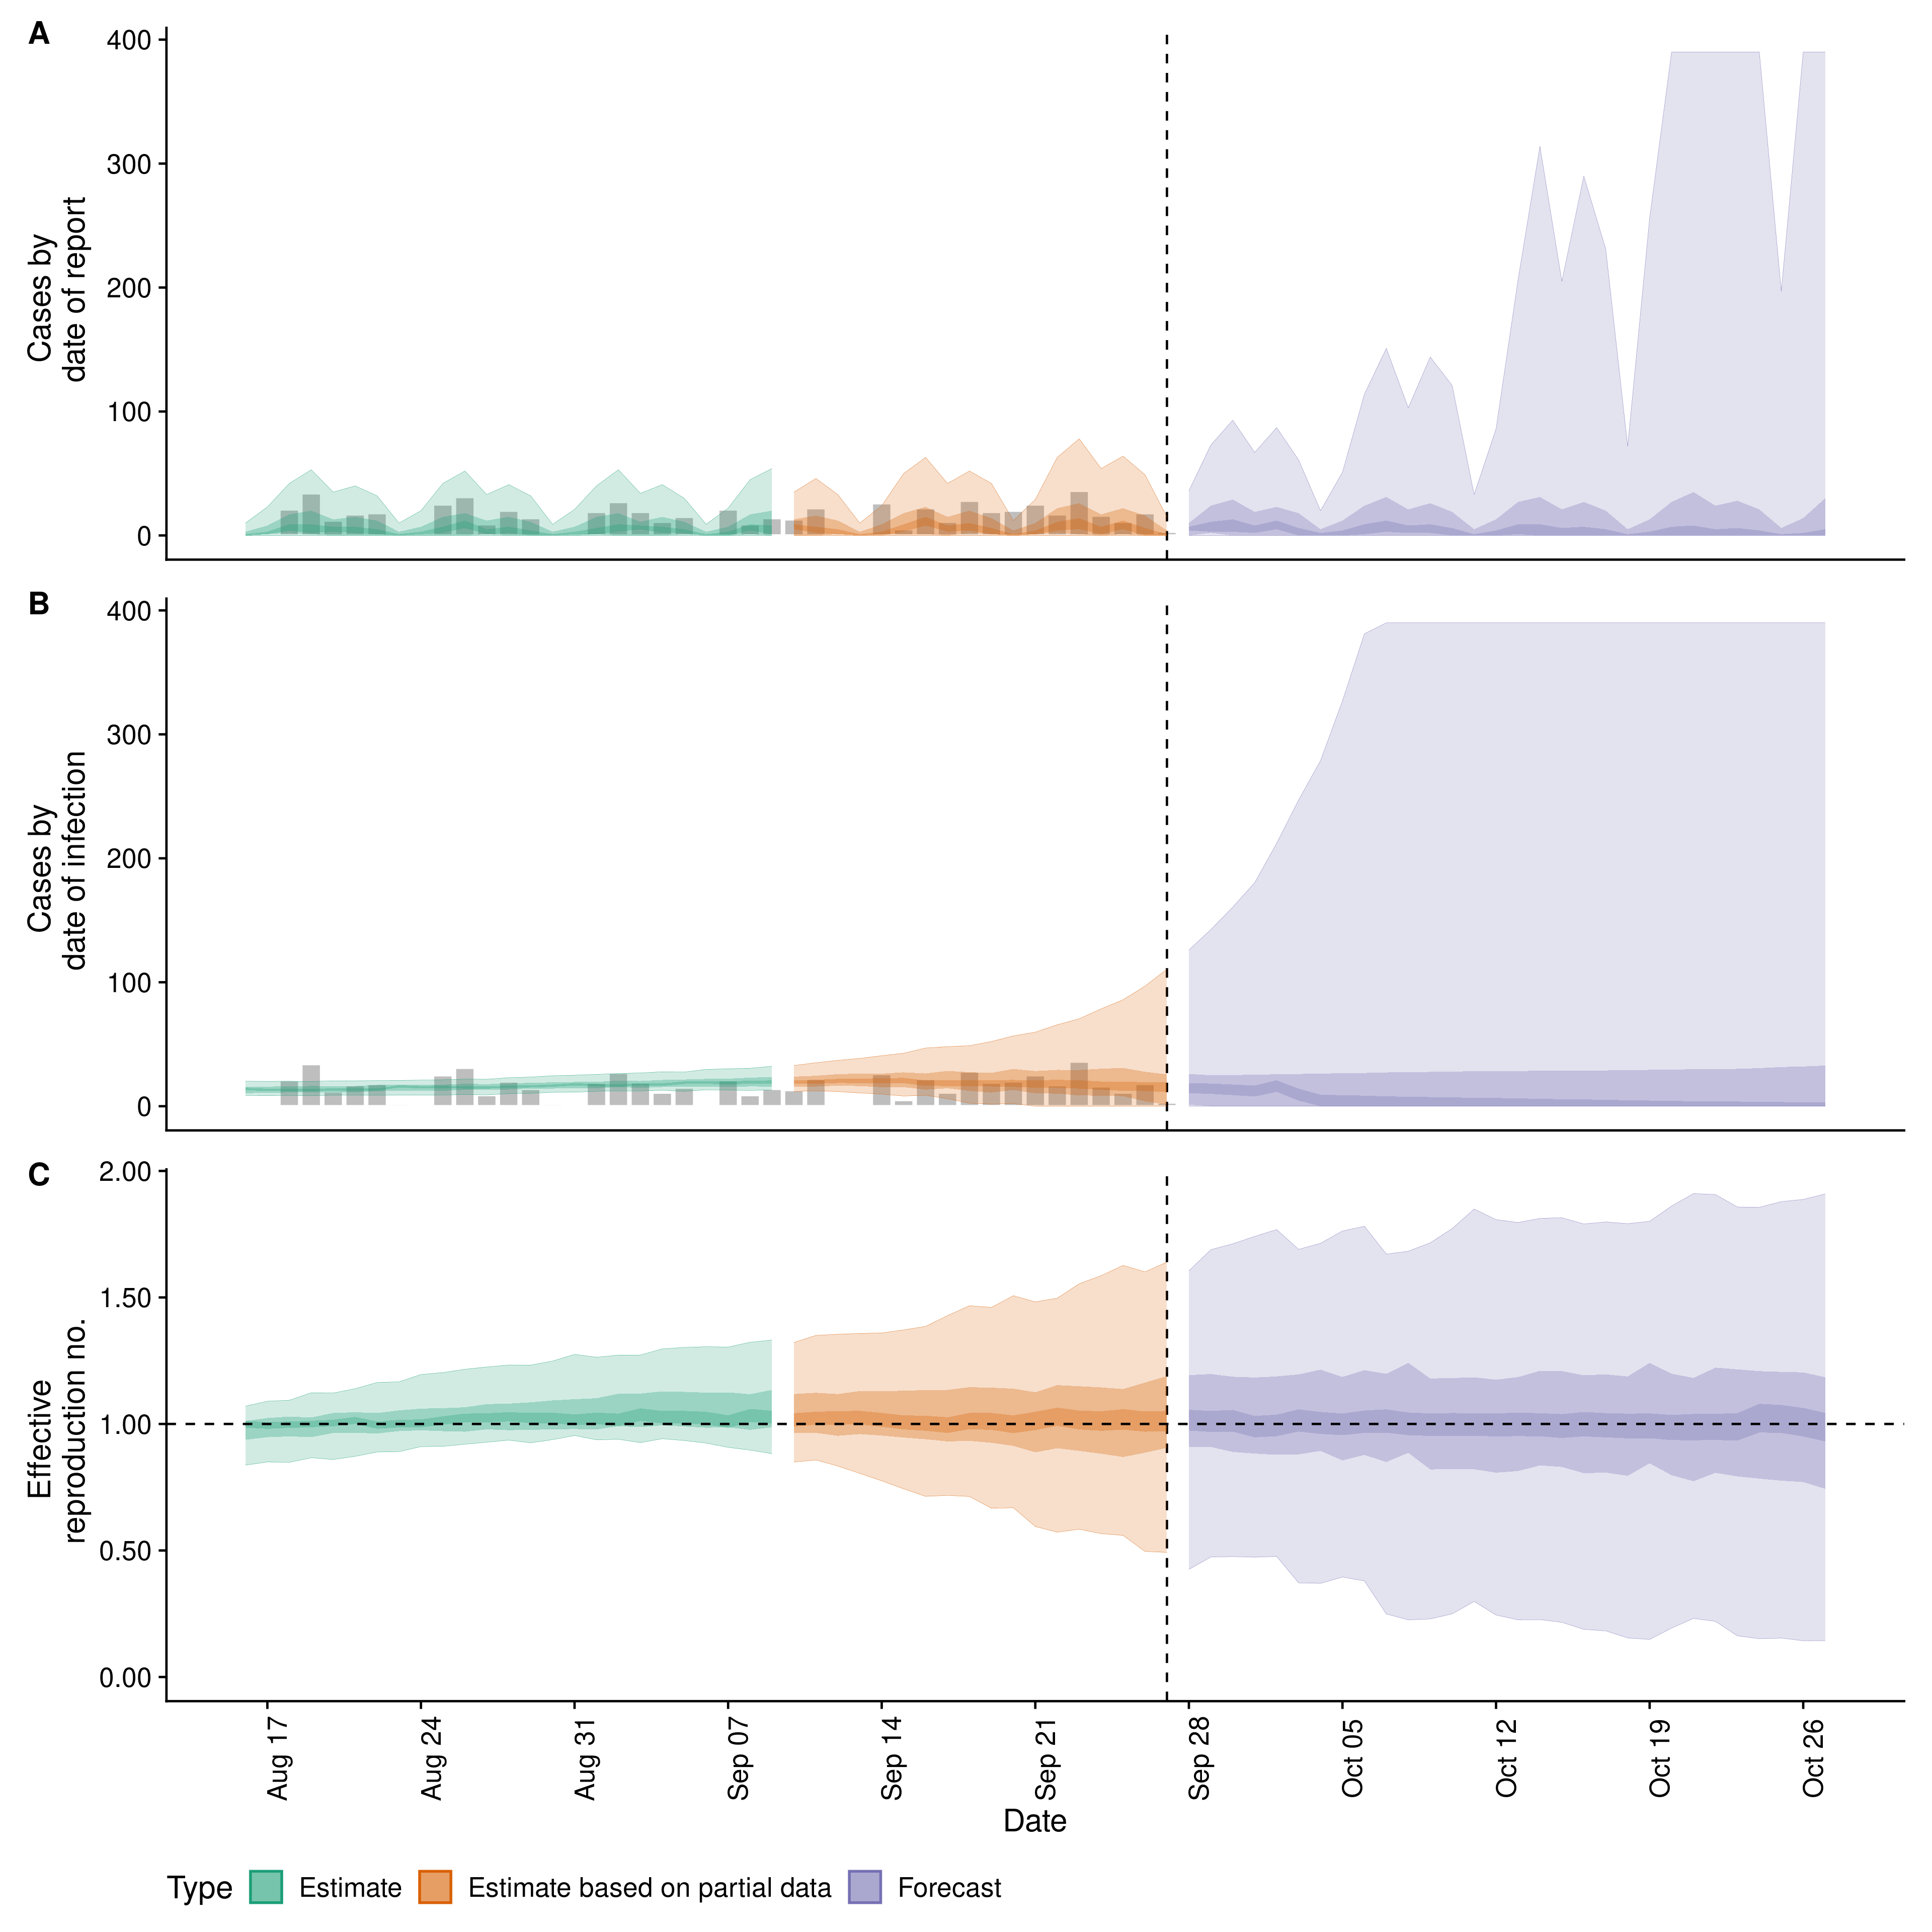 A
400
300
200
100
0
Cases by
date of report
B
400
300
200
100
0
Cases by
date of infection
C
2.00
1.50
1.00
0.50
0.00
Effective
reproduction no.
Aug 17
Aug 24
Aug 31
Sep 07
Sep 14
Sep 21
Sep 28
Oct 05
Oct 12
Oct 19
Oct 26
Date
Type Estimate Estimate based on partial data Forecast